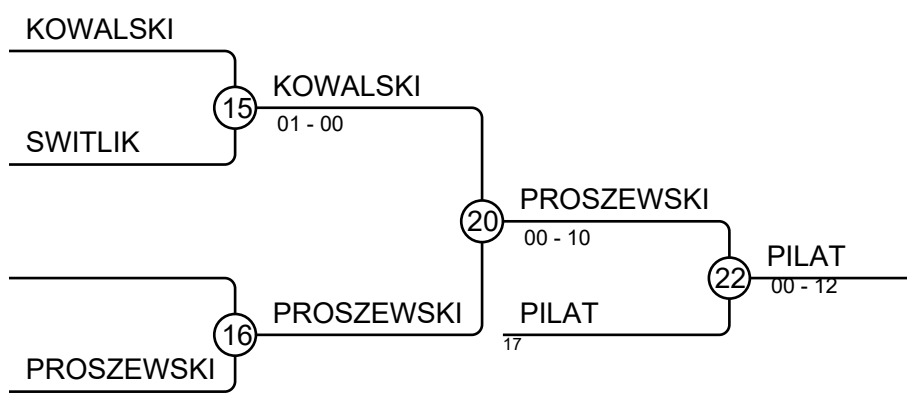 KOWALSKI
15
KOWALSKI
01 - 00
SWITLIK
20
PROSZEWSKI
00 - 10
22
PILAT
00 - 12
16
PROSZEWSKI
PILAT
17
PROSZEWSKI